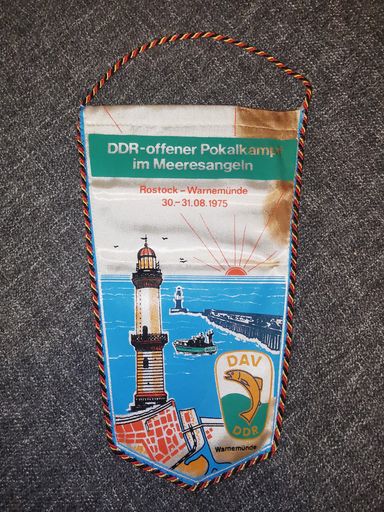 DDR-offener Pokalkampf
im Meeresangeln
Rostock - Warnemünde
30.-31.08.1975
DAV
DDR
Warnemünde